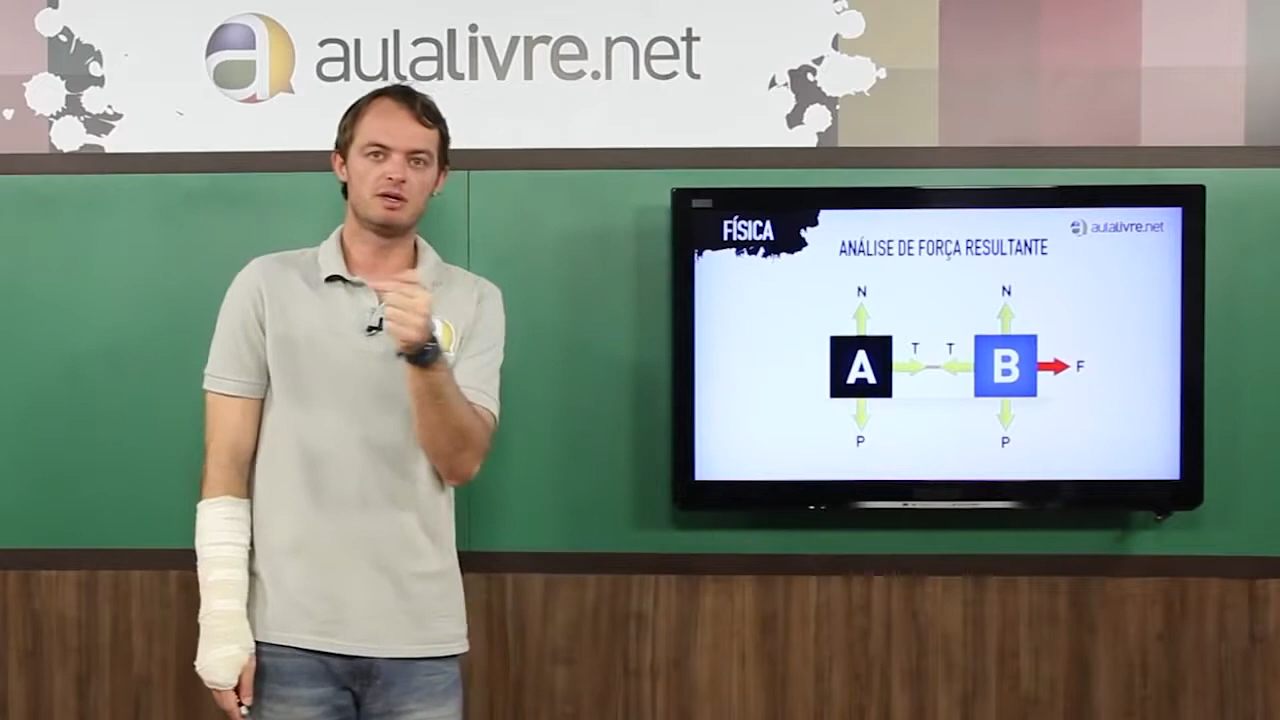 aulalivre.net
FÍSICA
aulalivre.net
ANÁLISE DE FORÇA RESULTANTE
N N
A T T B F
P P